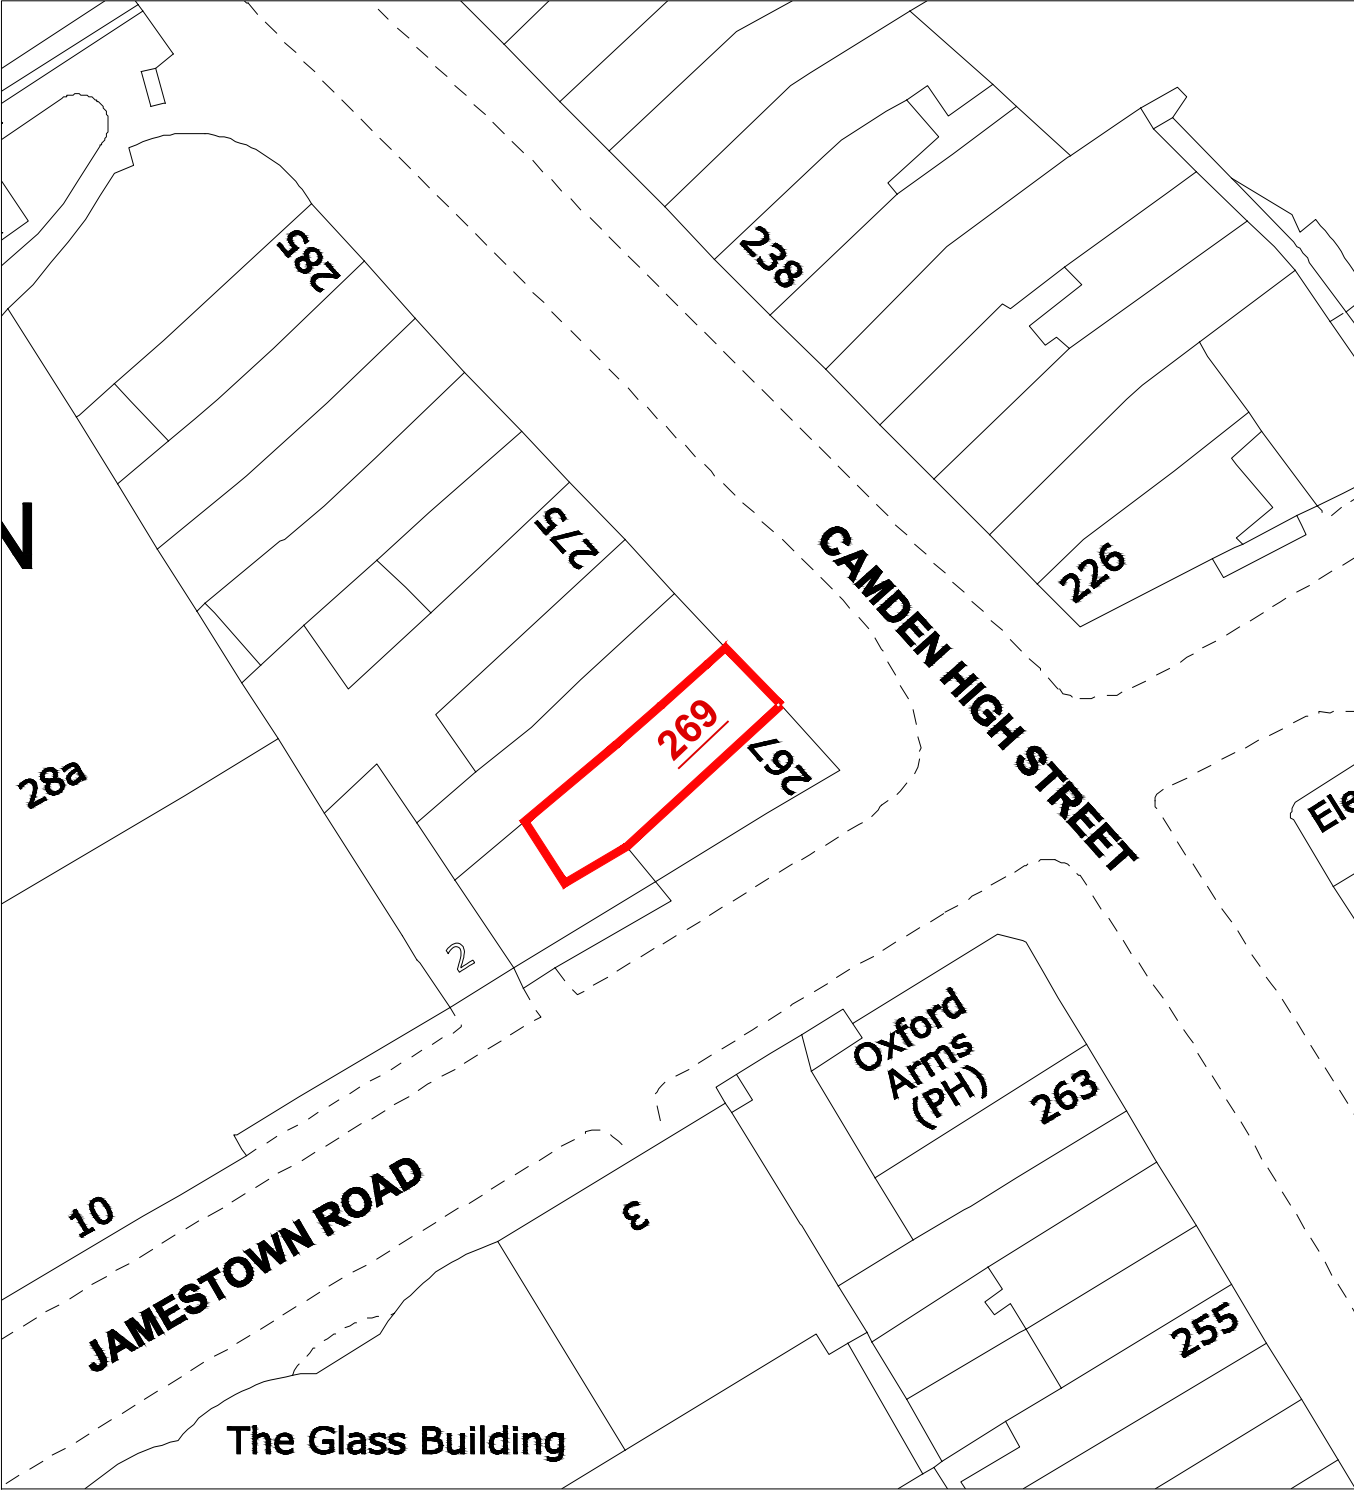 285
238
275
CAMDEN HIGH STREET
226
N
269
267
28a
Ele
2
Oxford
Arms
(PH)
263
10
JAMESTOWN ROAD
3
255
The Glass Building